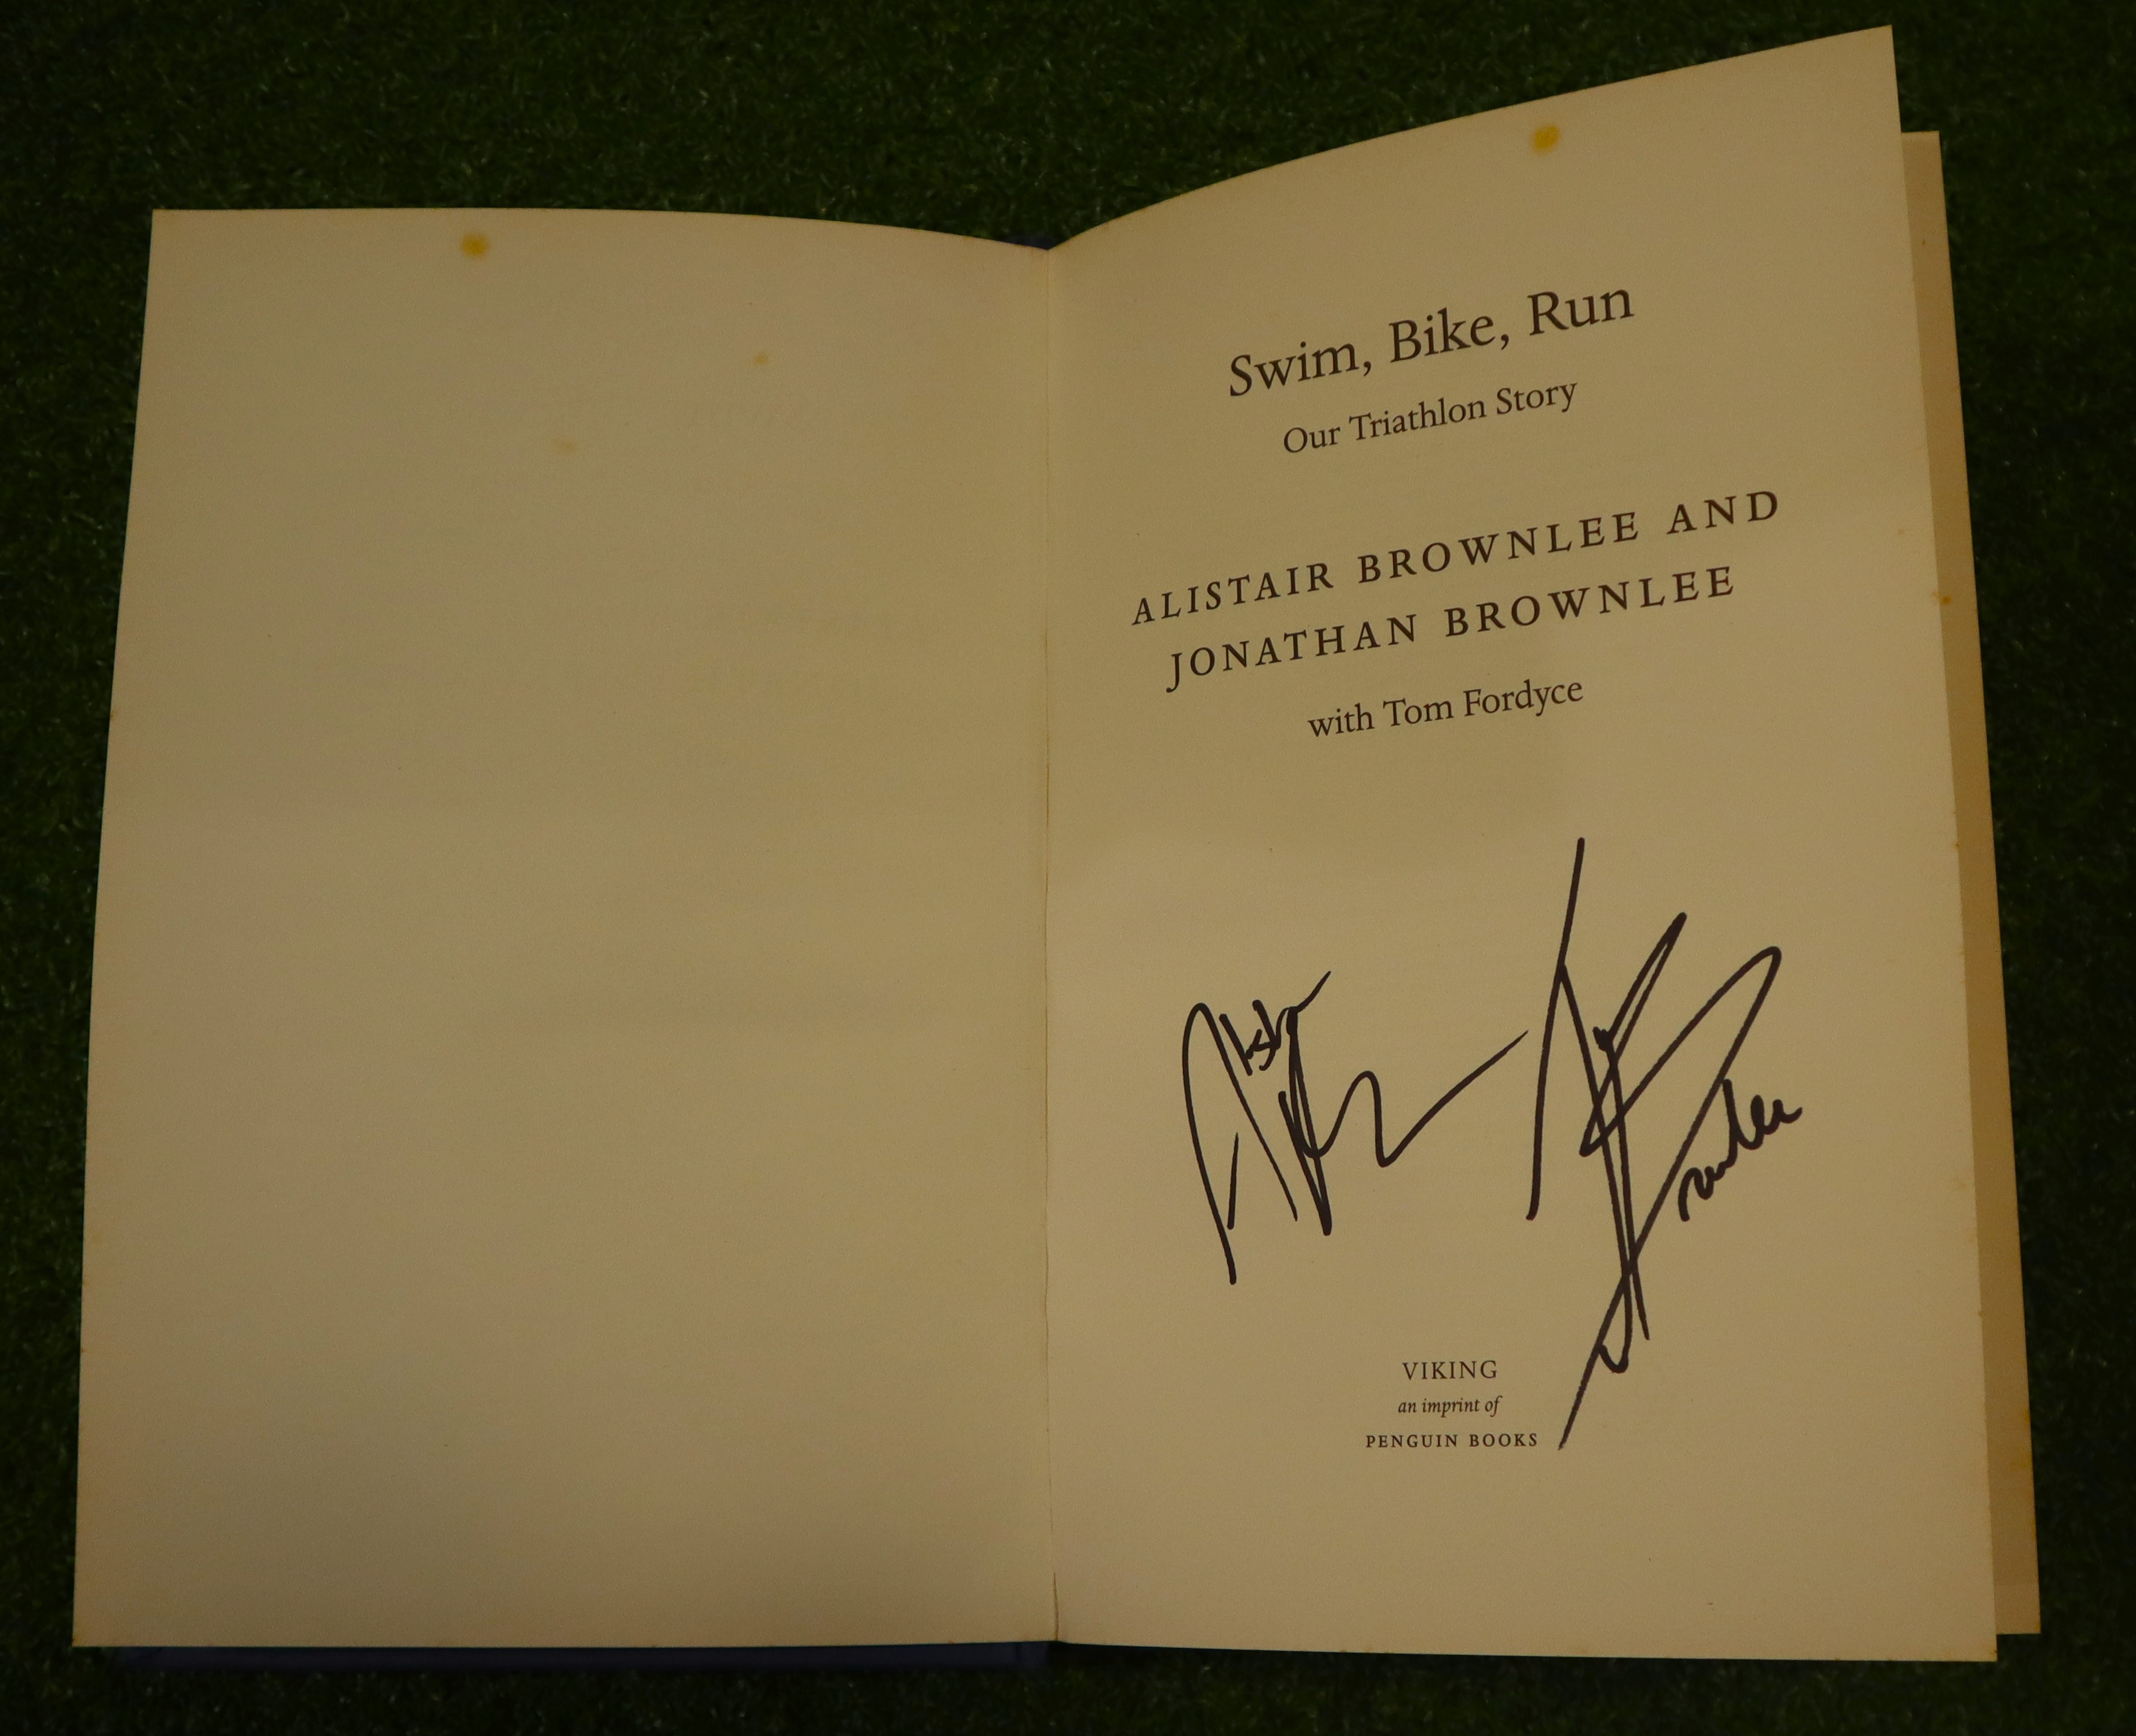 Swim, Bike, Run
Our Triathlon Story
ALISTAIR BROWNLEE AND
JONATHAN BROWNLEE
with Tom Fordyce
VIKING
an imprint of
PENGUIN BOOKS